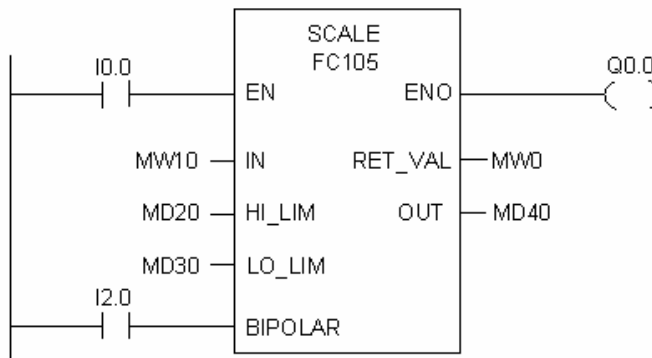 SCALE
FC105
I0.0
Q0.0
EN
ENO
MW10
IN
RET_VAL
MW0
MD20
HI_LIM
OUT
MD40
MD30
LO_LIM
I2.0
BIPOLAR